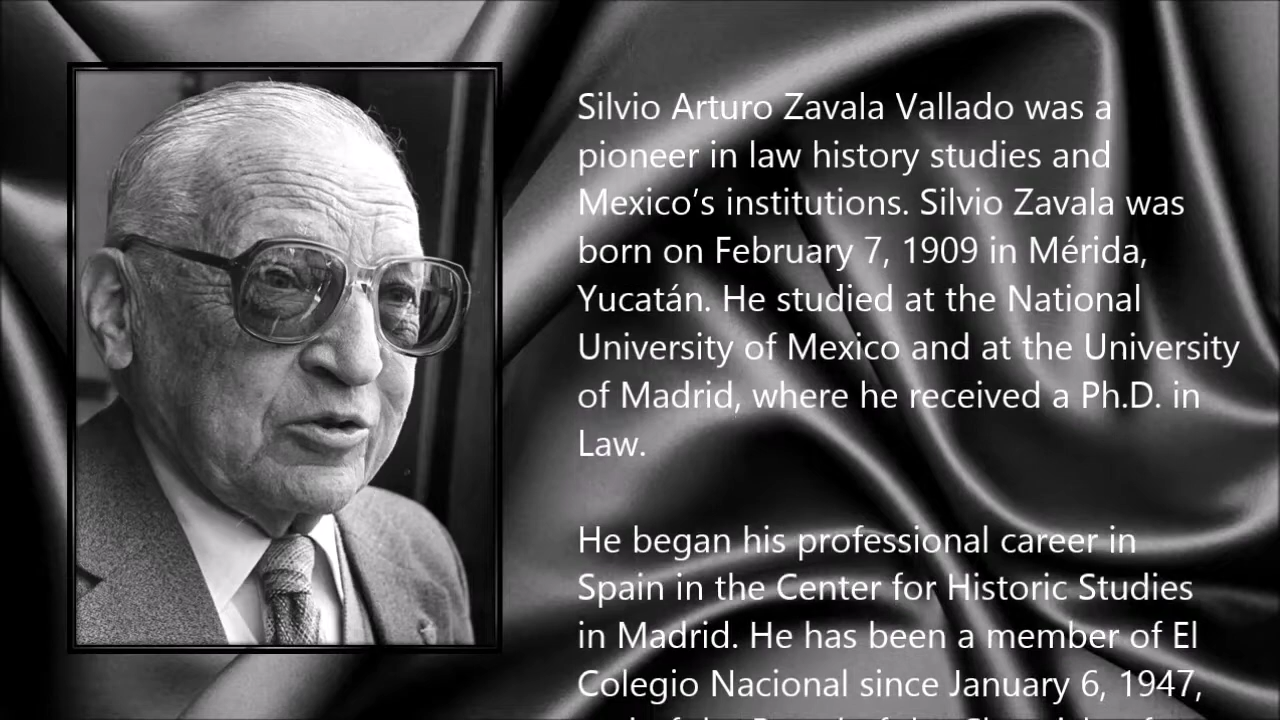 Silvio Arturo Zavala Vallado was a
pioneer in law history studies and
Mexico’s institutions. Silvio Zavala was
born on February 7, 1909 in Mérida,
Yucatán. He studied at the National
University of Mexico and at the University
of Madrid, where he received a Ph.D. in
Law.
He began his professional career in
Spain in the Center for Historic Studies
in Madrid. He has been a member of El
Colegio Nacional since January 6, 1947,